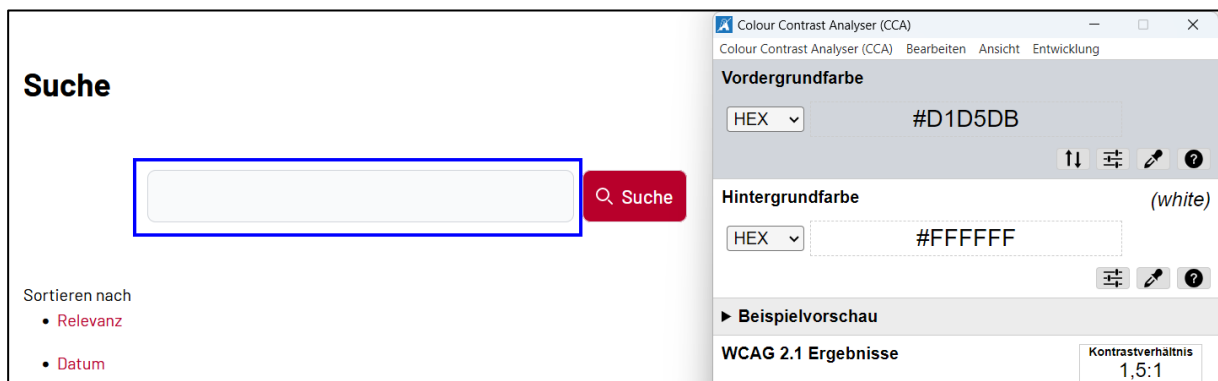 Suche
Suche
Sortieren nach
• Relevanz
• Datum
Colour Contrast Analyser (CCA)
Colour Contrast Analyser (CCA) Bearbeiten Ansicht Entwicklung
Vordergrundfarbe
HEX #D1D5DB
Hintergrundfarbe (white)
HEX #FFFFFF
▶ Beispielvorschau
WCAG 2.1 Ergebnisse
Kontrastverhältnis
1,5:1